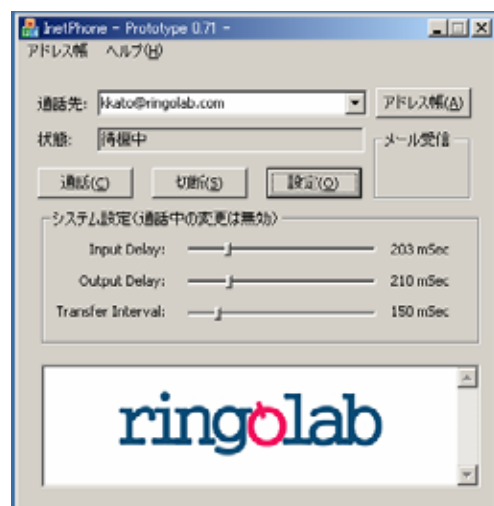 InetPhone - Prototype 0.71 -
アドレス帳 ヘルプ(H)
通話先: kkato@ringolab.com アドレス帳(A)
状態: 待機中 メール受信
通話(C) 切断(S) 設定(O)
システム設定(通話中の変更は無効)
Input Delay: 203 mSec
Output Delay: 210 mSec
Transfer Interval: 150 mSec
ringolab